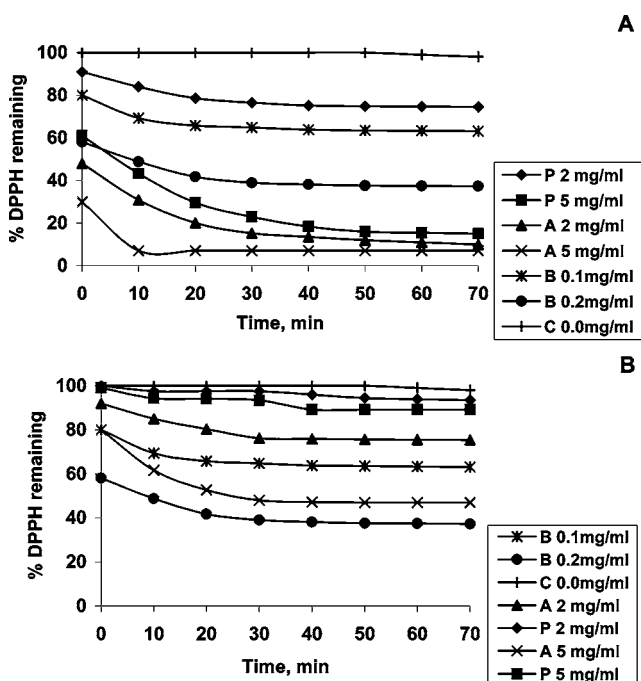 A
% DPPH remaining
100
80
60
40
20
0
0 10 20 30 40 50 60 70
Time, min
P 2 mg/ml
P 5 mg/ml
A 2 mg/ml
A 5 mg/ml
B 0.1mg/ml
B 0.2mg/ml
C 0.0mg/ml
B
% DPPH remaining
100
80
60
40
20
0
0 10 20 30 40 50 60 70
Time, min
B 0.1mg/ml
B 0.2mg/ml
C 0.0mg/ml
A 2 mg/ml
P 2 mg/ml
A 5 mg/ml
P 5 mg/ml